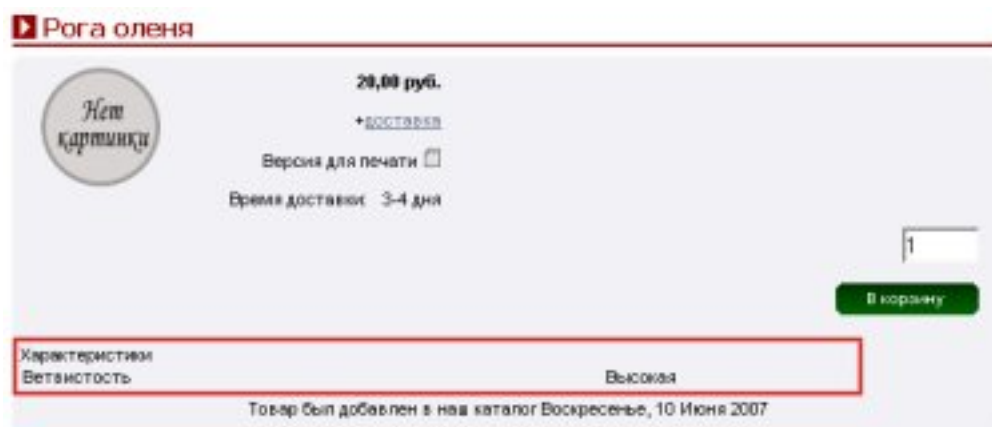 Рога оленя
20,00 руб.
Нет
картинки
+доставка
Версия для печати
Время доставки: 3-4 дня
1
В корзину
Характеристики
Ветвистость Высокая
Товар был добавлен в наш каталог Воскресенье, 10 Июня 2007